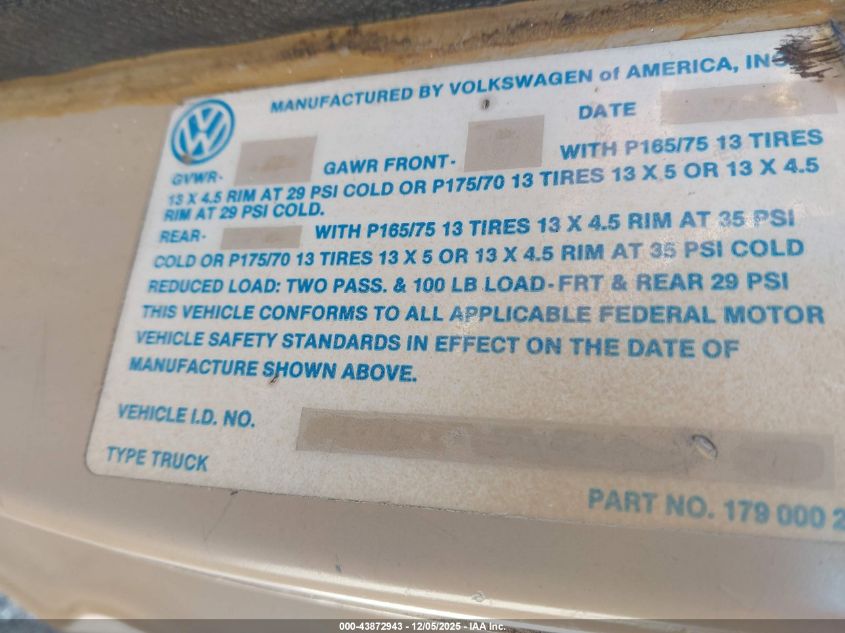 MANUFACTURED BY VOLKSWAGEN of AMERICA, INC
DATE
GVWR- GAWR FRONT- WITH P165/75 13 TIRES
13 X 4.5 RIM AT 29 PSI COLD OR P175/70 13 TIRES 13 X 5 OR 13 X 4.5
RIM AT 29 PSI COLD.
REAR- WITH P165/75 13 TIRES 13 X 4.5 RIM AT 35 PSI
COLD OR P175/70 13 TIRES 13 X 5 OR 13 X 4.5 RIM AT 35 PSI COLD
REDUCED LOAD: TWO PASS. & 100 LB LOAD-FRT & REAR 29 PSI
THIS VEHICLE CONFORMS TO ALL APPLICABLE FEDERAL MOTOR
VEHICLE SAFETY STANDARDS IN EFFECT ON THE DATE OF
MANUFACTURE SHOWN ABOVE.
VEHICLE I.D. NO.
TYPE TRUCK
PART NO. 179 000 2
000-43872943 - 12/05/2025 - IAA Inc.